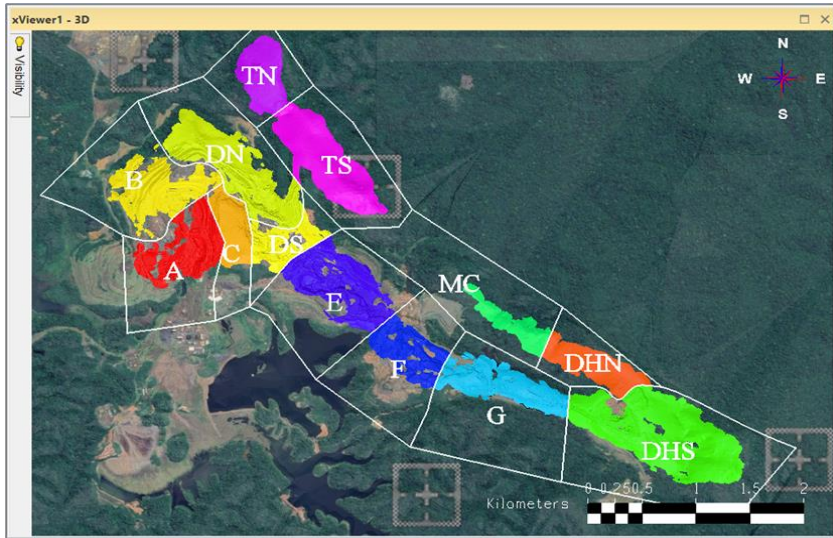 xViewer1 - 3D
Visibility
N
W E
S
TN
TS
DN
B
DS
C
A
E
MC
F
DHN
G
DHS
Kilometers
0 0.25 0.5 1 1.5 2